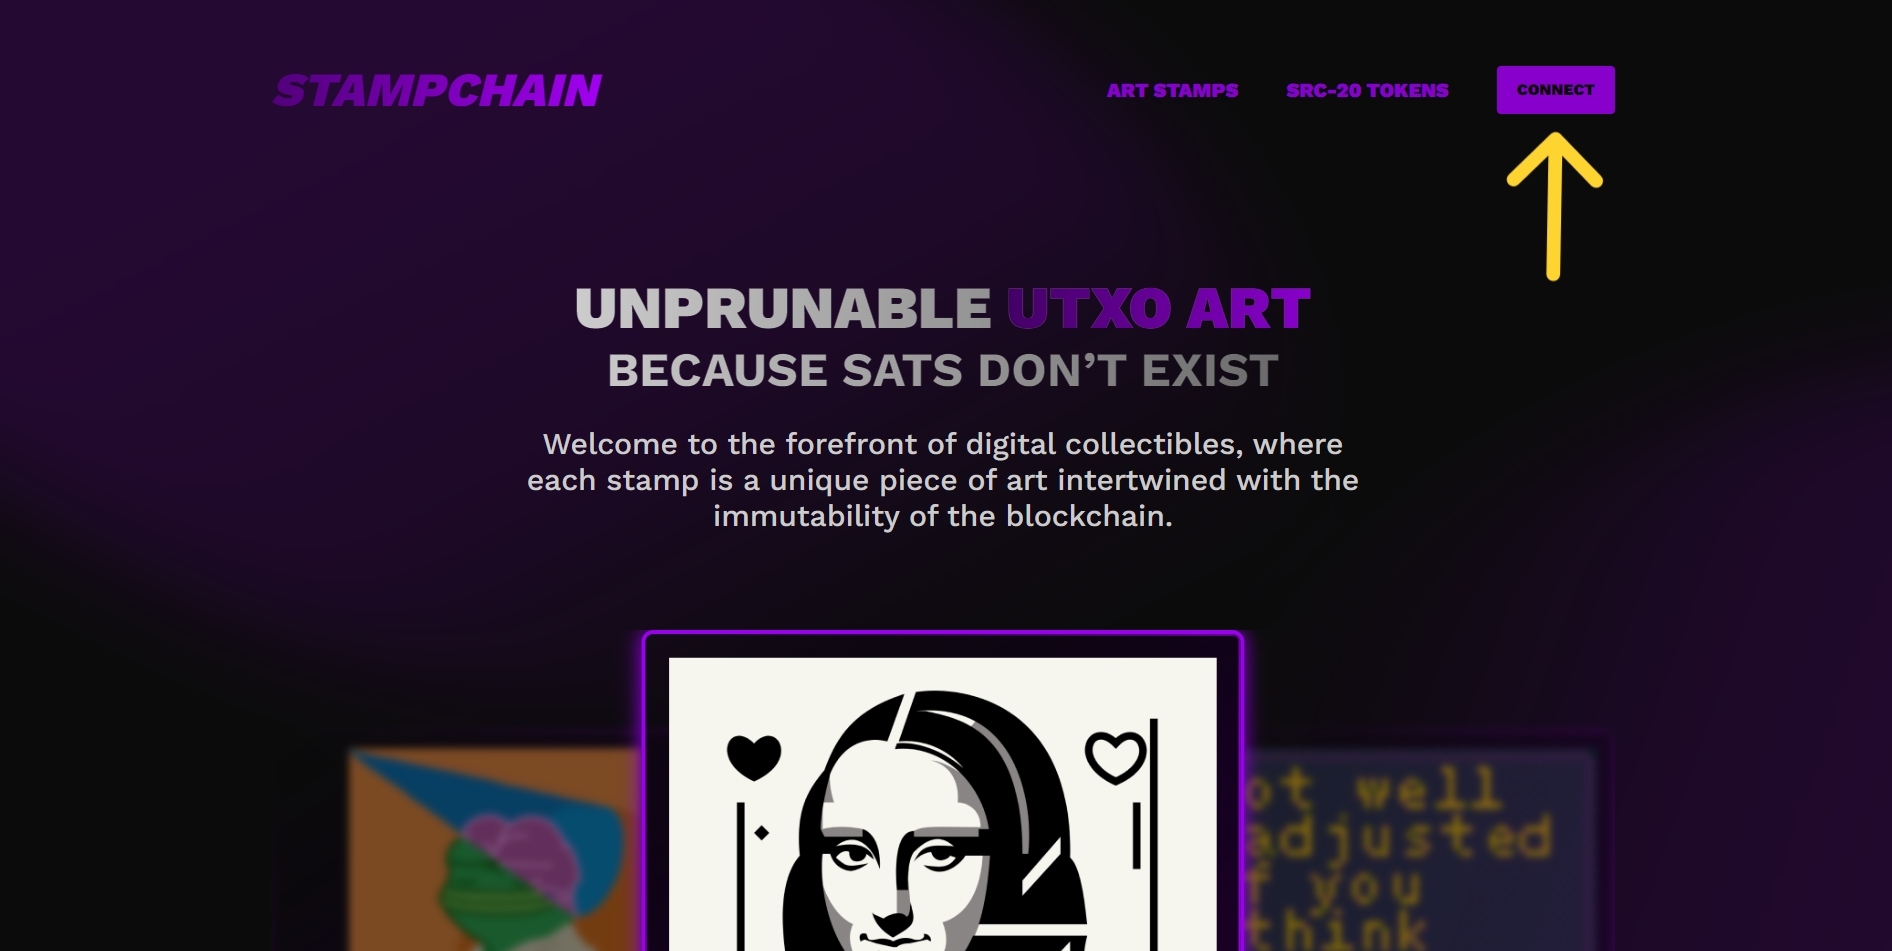 STAMPCHAIN
ART STAMPS
SRC-20 TOKENS
CONNECT
UNPRUNABLE UTXO ART
BECAUSE SATS DON’T EXIST
Welcome to the forefront of digital collectibles, where
each stamp is a unique piece of art intertwined with the
immutability of the blockchain.
ot well
adjusted
f you
think